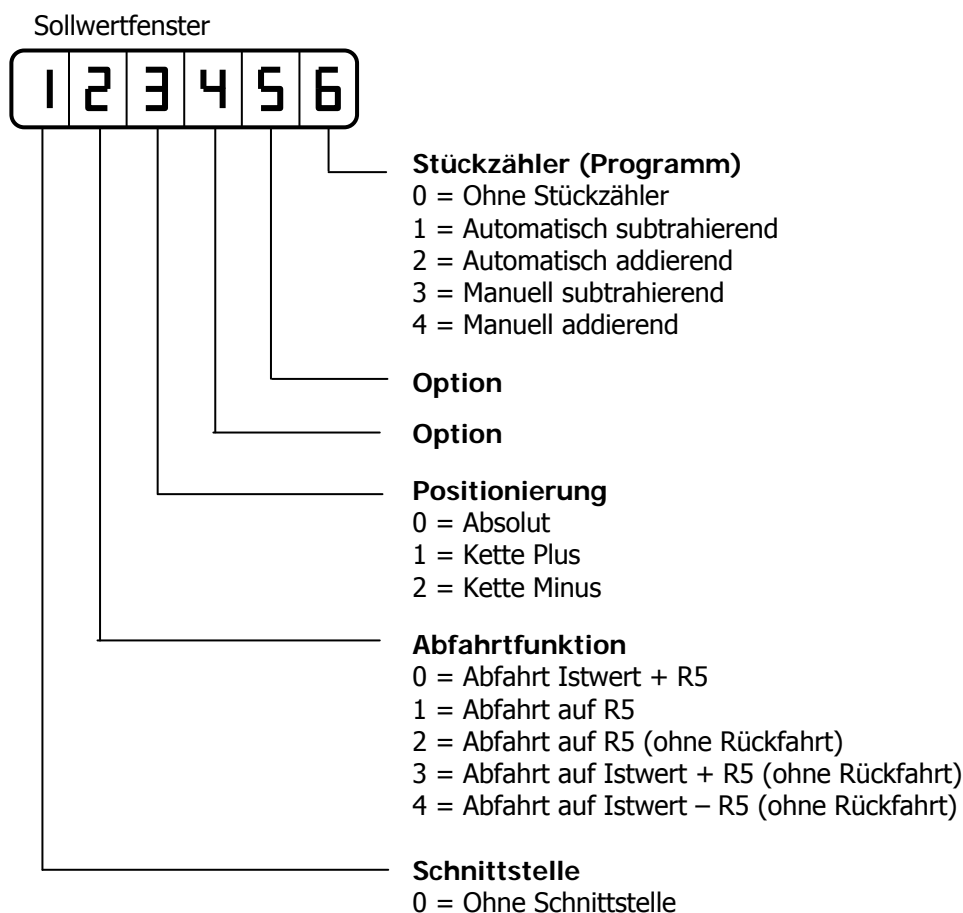 Sollwertfenster
1 2 3 4 5 6
Stückzähler (Programm)
0 = Ohne Stückzähler
1 = Automatisch subtrahierend
2 = Automatisch addierend
3 = Manuell subtrahierend
4 = Manuell addierend
Option
Option
Positionierung
0 = Absolut
1 = Kette Plus
2 = Kette Minus
Abfahrtfunktion
0 = Abfahrt Istwert + R5
1 = Abfahrt auf R5
2 = Abfahrt auf R5 (ohne Rückfahrt)
3 = Abfahrt auf Istwert + R5 (ohne Rückfahrt)
4 = Abfahrt auf Istwert – R5 (ohne Rückfahrt)
Schnittstelle
0 = Ohne Schnittstelle